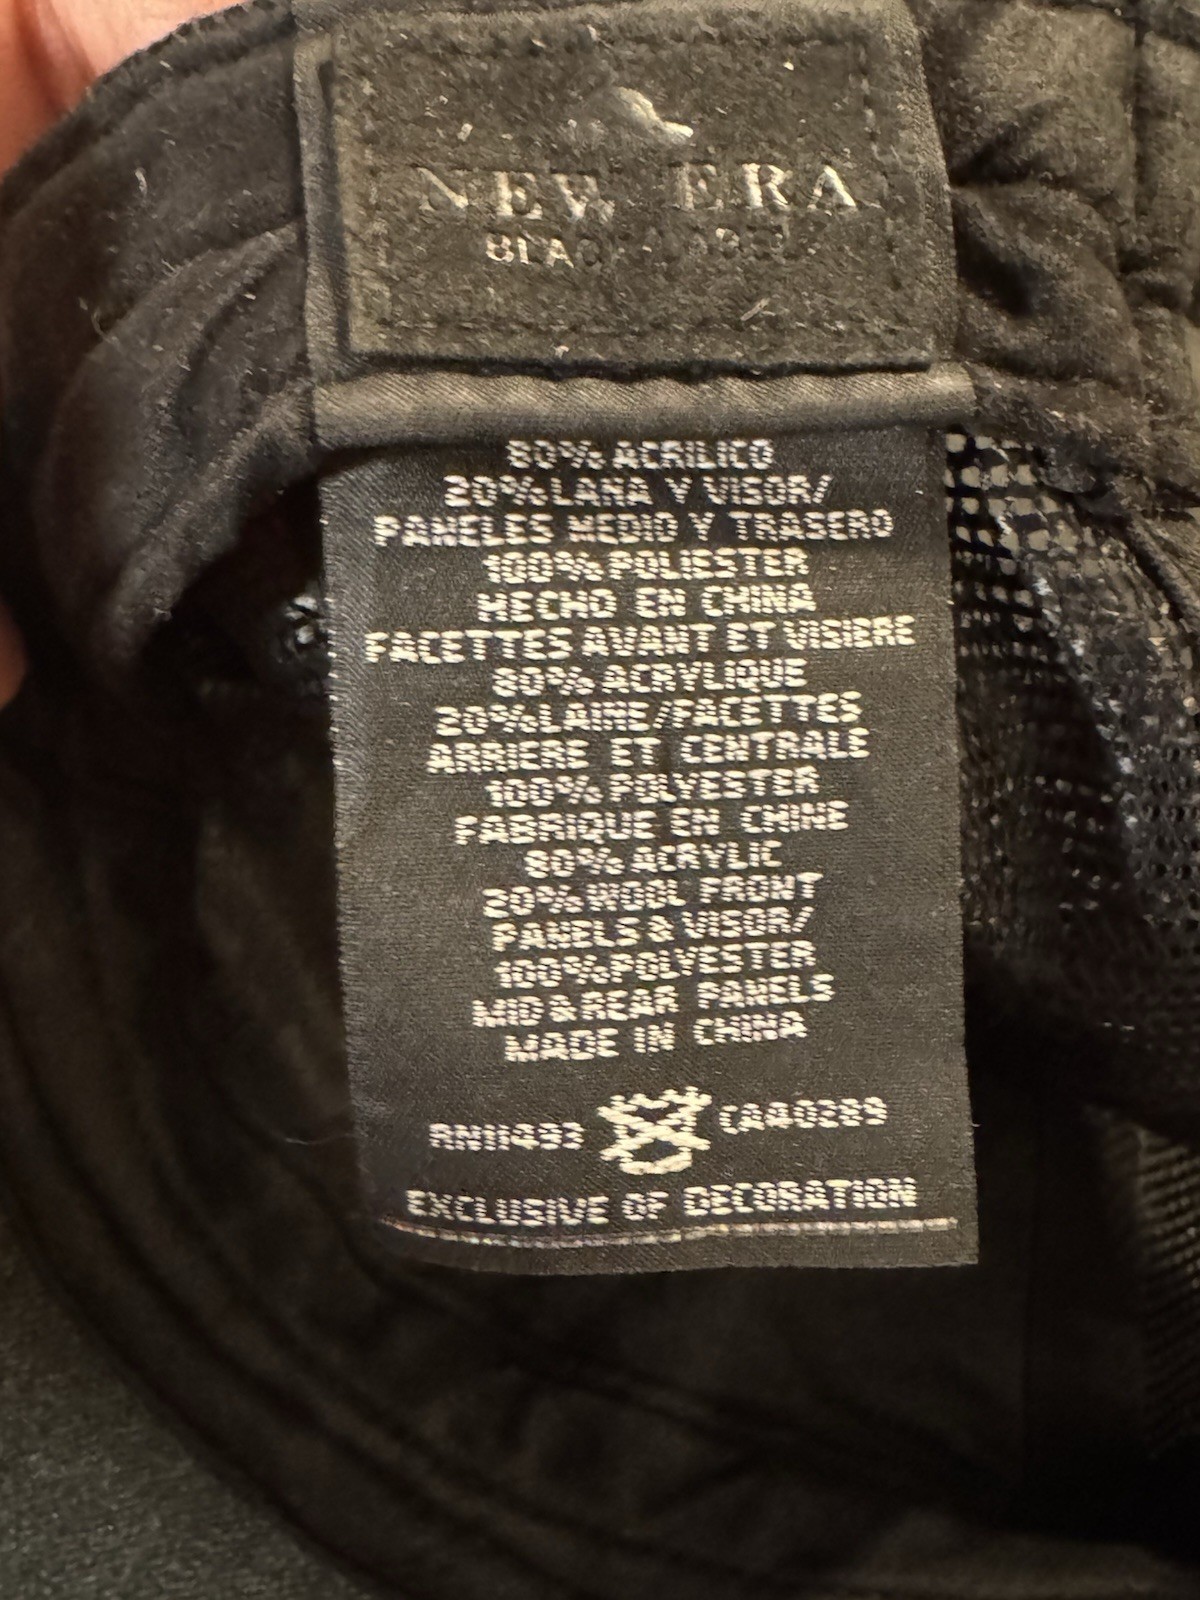 NEW ERA
BLACK LABEL
80% ACRILICO
20% LANA Y VISOR/
PANELES MEDIO Y TRASERO
100% POLIESTER
HECHO EN CHINA
FACETTES AVANT ET VISIERE
80% ACRYLIQUE
20% LAINE/FACETTES
ARRIERE ET CENTRALE
100% POLYESTER
FABRIQUE EN CHINE
80% ACRYLIC
20% WOOL FRONT
PANELS & VISOR/
100% POLYESTER
MID & REAR PANELS
MADE IN CHINA
RN11493 CA40289
EXCLUSIVE OF DECORATION